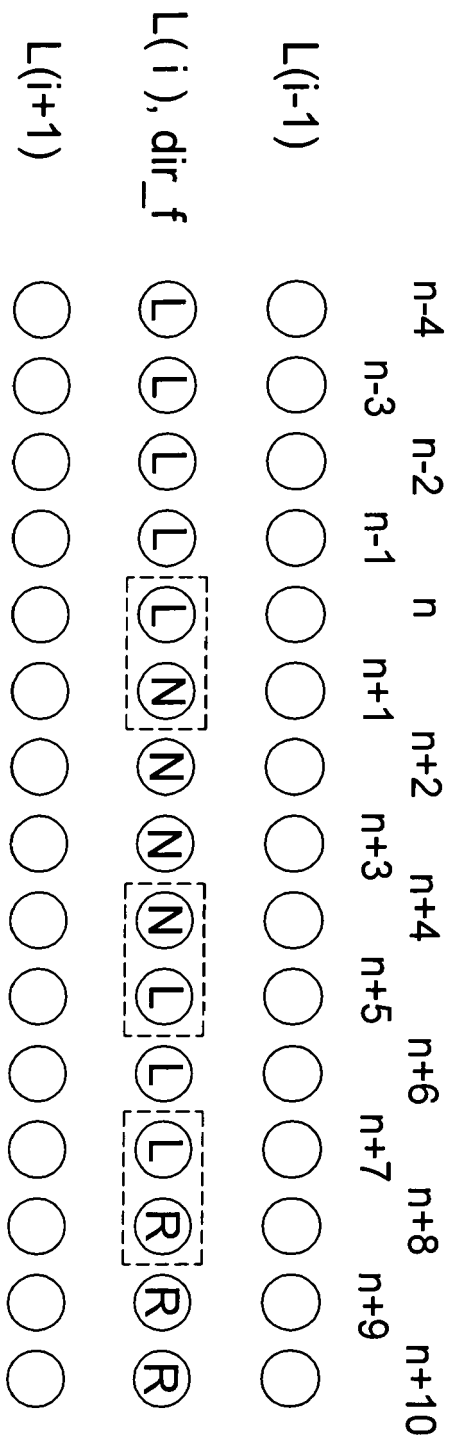 n-4 n-3 n-2 n-1 n n+1 n+2 n+3 n+4 n+5 n+6 n+7 n+8 n+9 n+10
L(i-1)
L( i ), dir_f L L L L L N N N N L L L R R R
L(i+1)